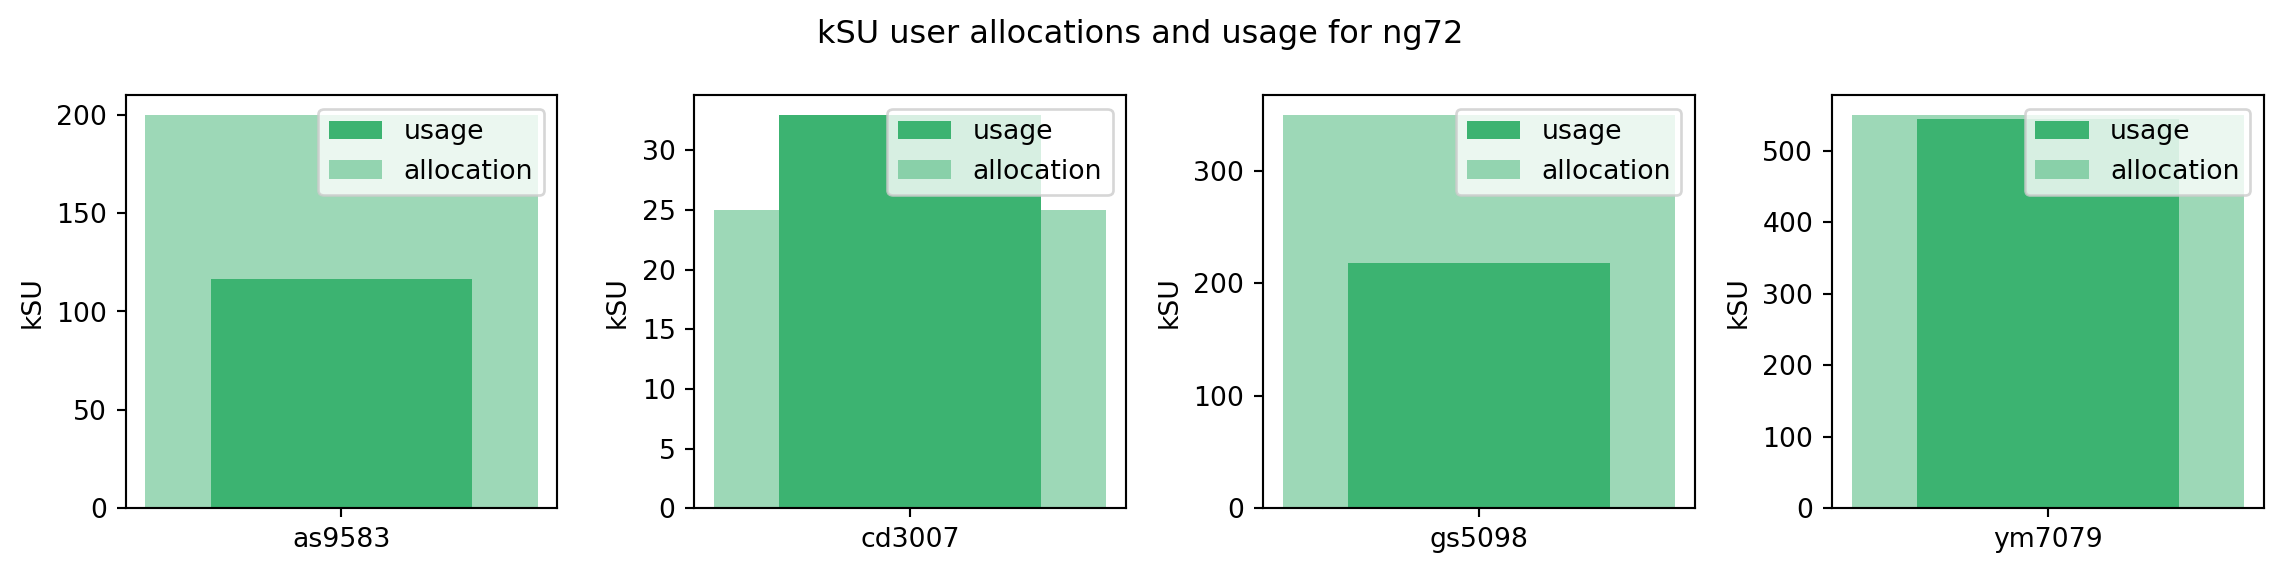 kSU user allocations and usage for ng72
200
150
100
50
0
kSU
usage
allocation
as9583
30
25
20
15
10
5
0
kSU
usage
allocation
cd3007
300
200
100
0
kSU
usage
allocation
gs5098
500
400
300
200
100
0
kSU
usage
allocation
ym7079